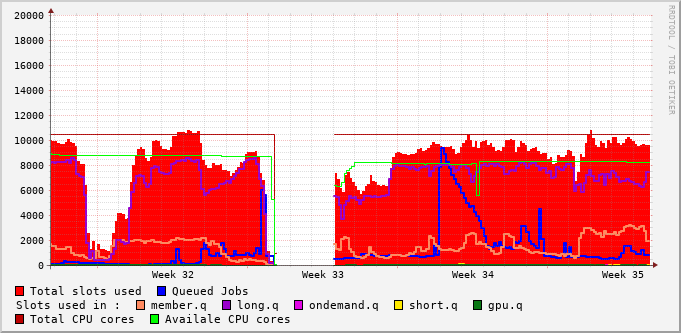 RRDTOOL / TOBI OETIKER
20000
18000
16000
14000
12000
10000
8000
6000
4000
2000
0
Week 32 Week 33 Week 34 Week 35
Total slots used Queued Jobs
Slots used in : member.q long.q ondemand.q short.q gpu.q
Total CPU cores Availale CPU cores